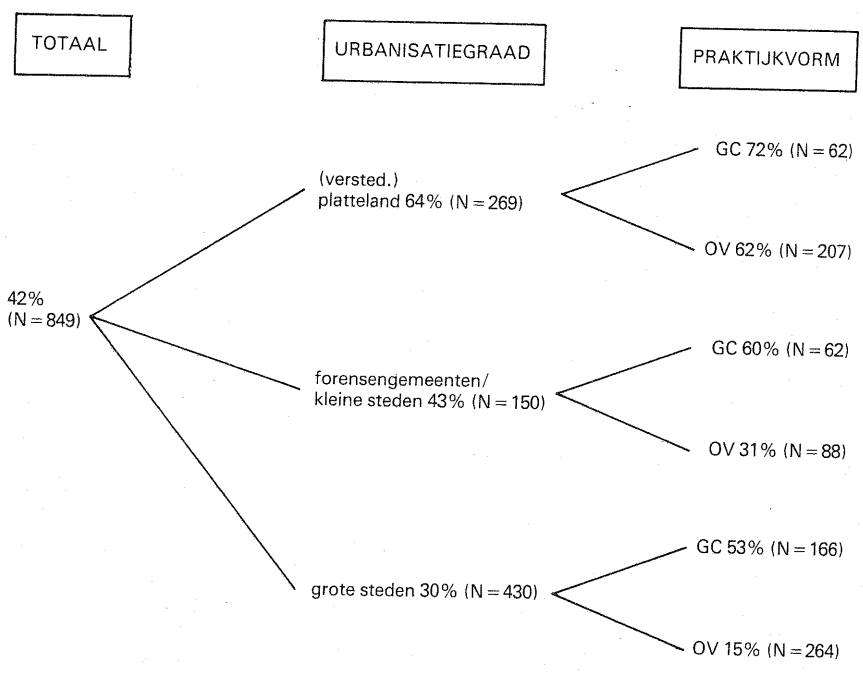 TOTAAL
URBANISATIEGRAAD
PRAKTIJKVORM
GC 72% (N = 62)
(versted.)
platteland 64% (N = 269)
OV 62% (N = 207)
42%
(N = 849)
GC 60% (N = 62)
forensengemeenten/
kleine steden 43% (N = 150)
OV 31% (N = 88)
GC 53% (N = 166)
grote steden 30% (N = 430)
OV 15% (N = 264)